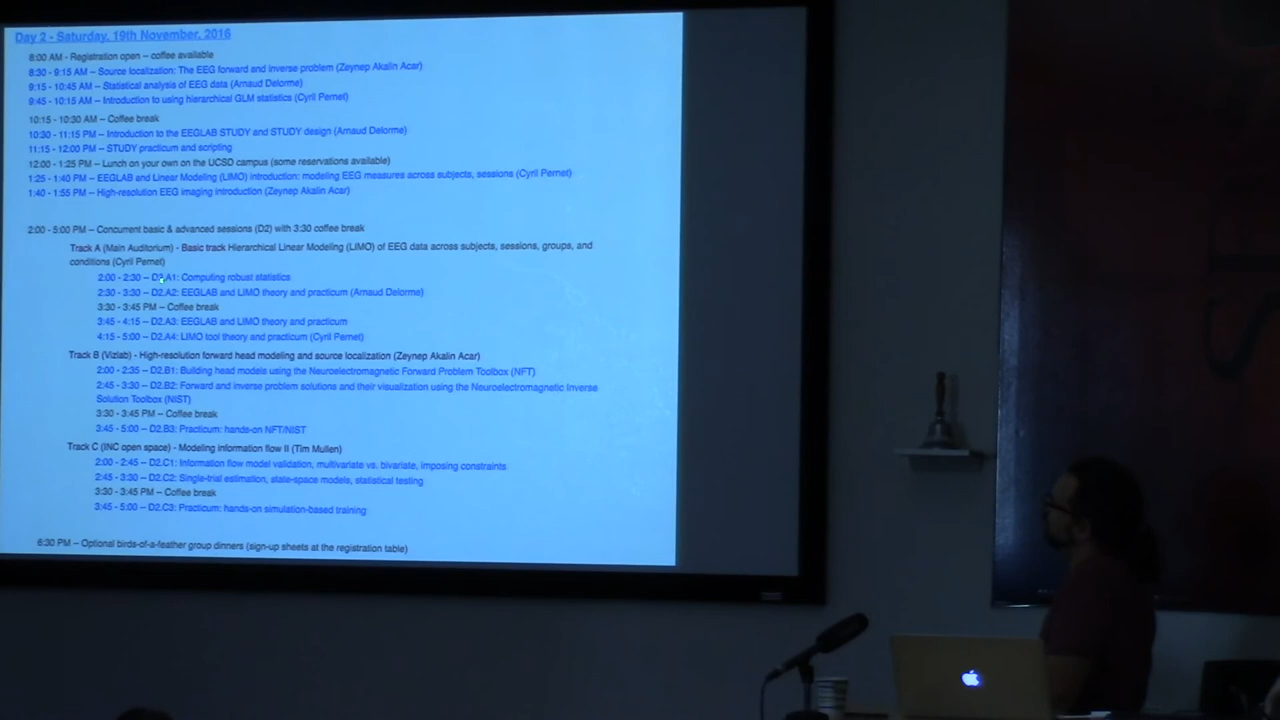 Day 2 - Saturday, 19th November, 2016
8:00 AM - Registration open – coffee available
8:30 - 9:15 AM – Source localization: The EEG forward and inverse problem (Zeynep Akalin Acar)
9:15 - 10:45 AM – Statistical analysis of EEG data (Arnaud Delorme)
9:45 - 10:15 AM – Introduction to using hierarchical GLM statistics (Cyril Pernet)
10:15 - 10:30 AM – Coffee break
10:30 - 11:15 PM – Introduction to the EEGLAB STUDY and STUDY design (Arnaud Delorme)
11:15 - 12:00 PM – STUDY practicum and scripting
12:00 - 1:25 PM – Lunch on your own on the UCSD campus (some reservations available)
1:25 - 1:40 PM – EEGLAB and Linear Modeling (LIMO) introduction: modeling EEG measures across subjects, sessions (Cyril Pernet)
1:40 - 1:55 PM – High-resolution EEG imaging introduction (Zeynep Akalin Acar)
2:00 - 5:00 PM – Concurrent basic & advanced sessions (D2) with 3:30 coffee break
Track A (Main Auditorium) - Basic track Hierarchical Linear Modeling (LIMO) of EEG data across subjects, sessions, groups, and
conditions (Cyril Pernet)
2:00 - 2:30 – D2.A1: Computing robust statistics
2:30 - 3:30 – D2.A2: EEGLAB and LIMO theory and practicum (Arnaud Delorme)
3:30 - 3:45 PM – Coffee break
3:45 - 4:15 – D2.A3: EEGLAB and LIMO theory and practicum
4:15 - 5:00 – D2.A4: LIMO tool theory and practicum (Cyril Pernet)
Track B (Vizlab) - High-resolution forward head modeling and source localization (Zeynep Akalin Acar)
2:00 - 2:35 – D2.B1: Building head models using the Neuroelectromagnetic Forward Problem Toolbox (NFT)
2:45 - 3:30 – D2.B2: Forward and inverse problem solutions and their visualization using the Neuroelectromagnetic Inverse
Solution Toolbox (NIST)
3:30 - 3:45 PM – Coffee break
3:45 - 5:00 – D2.B3: Practicum: hands-on NFT/NIST
Track C (INC open space) - Modeling information flow II (Tim Mullen)
2:00 - 2:45 – D2.C1: Information flow model validation, multivariate vs. bivariate, imposing constraints
2:45 - 3:30 – D2.C2: Single-trial estimation, state-space models, statistical testing
3:30 - 3:45 PM – Coffee break
3:45 - 5:00 – D2.C3: Practicum: hands-on simulation-based training
6:30 PM – Optional birds-of-a-feather group dinners (sign-up sheets at the registration table)